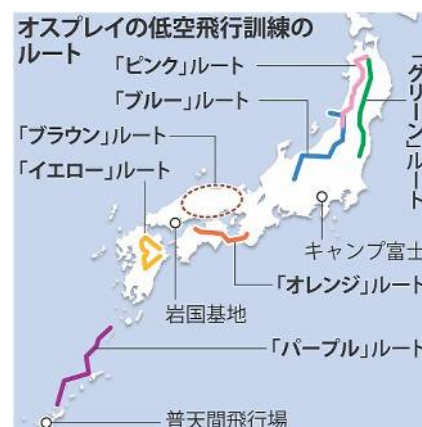 オスプレイの低空飛行訓練の
ルート
「ピンク」ルート
「ブルー」ルート
「グリーン」ルート
「ブラウン」ルート
「イエロー」ルート
キャンプ富士
「オレンジ」ルート
岩国基地
「パープル」ルート
普天間飛行場